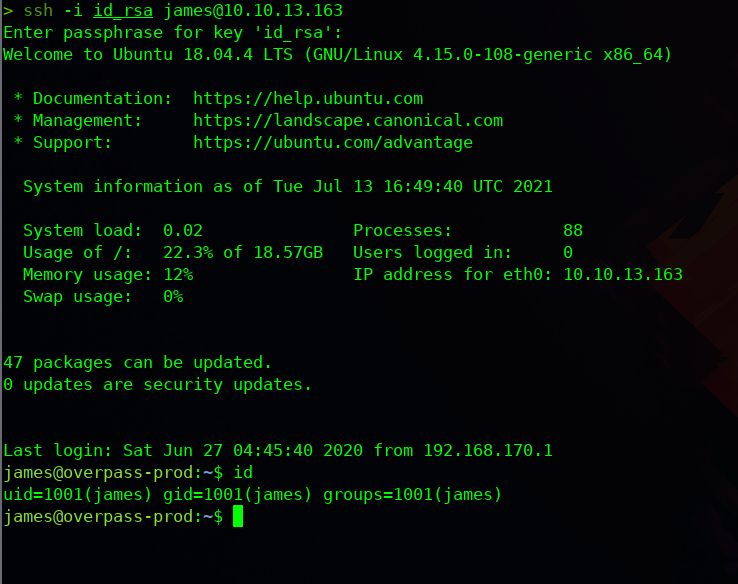 > ssh -i id_rsa james@10.10.13.163
Enter passphrase for key 'id_rsa':
Welcome to Ubuntu 18.04.4 LTS (GNU/Linux 4.15.0-108-generic x86_64)
 * Documentation:  https://help.ubuntu.com
 * Management:     https://landscape.canonical.com
 * Support:        https://ubuntu.com/advantage
  System information as of Tue Jul 13 16:49:40 UTC 2021
  System load:  0.02               Processes:           88
  Usage of /:   22.3% of 18.57GB   Users logged in:     0
  Memory usage: 12%                IP address for eth0: 10.10.13.163
  Swap usage:   0%
47 packages can be updated.
0 updates are security updates.
Last login: Sat Jun 27 04:45:40 2020 from 192.168.170.1
james@overpass-prod:~$ id
uid=1001(james) gid=1001(james) groups=1001(james)
james@overpass-prod:~$